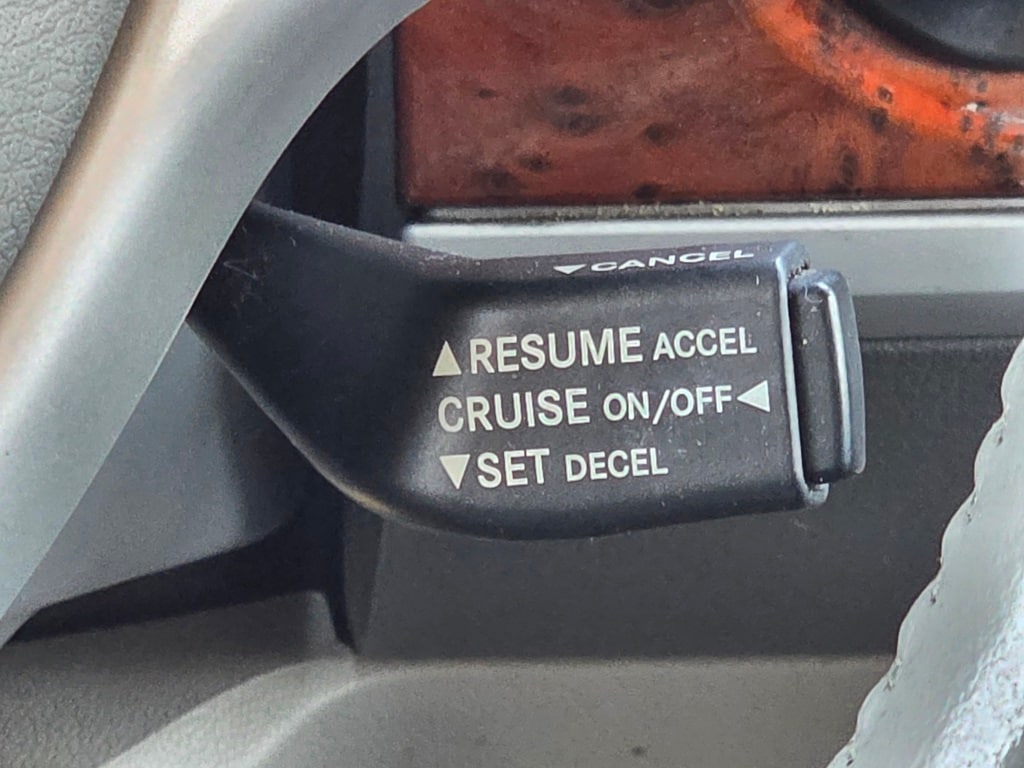 ▼CANCEL
▲RESUME ACCEL
CRUISE ON/OFF◀
▼SET DECEL